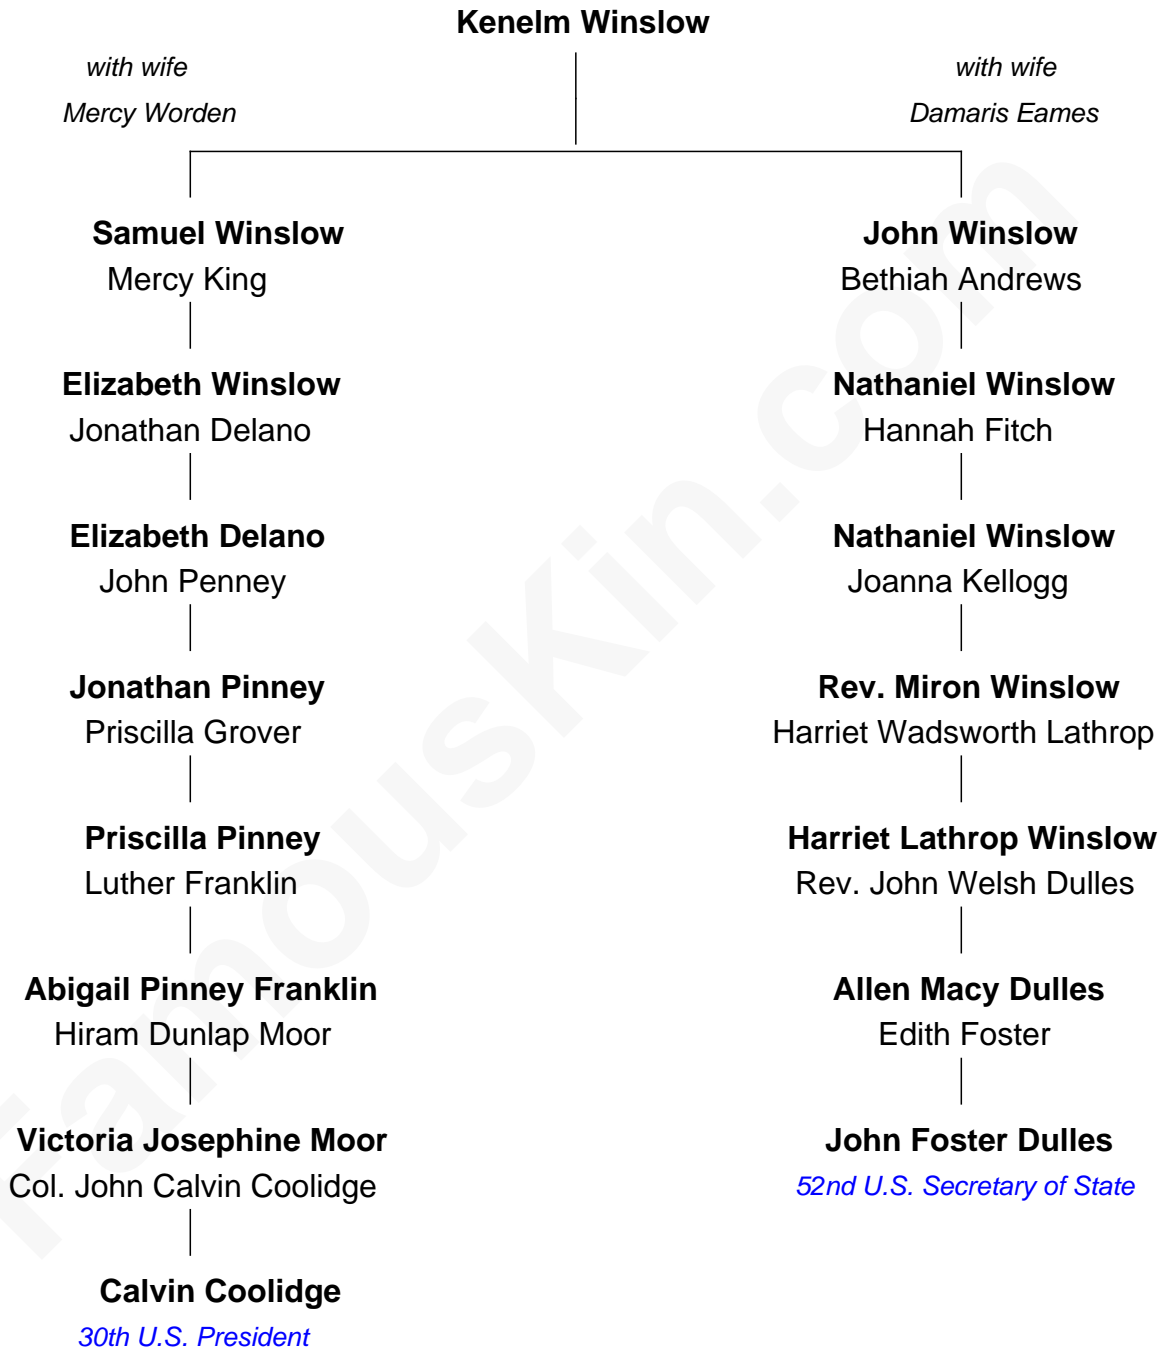 Kenelm Winslow
with wife
Mercy Worden
with wife
Damaris Eames
Samuel Winslow
Mercy King
John Winslow
Bethiah Andrews
Elizabeth Winslow
Jonathan Delano
Nathaniel Winslow
Hannah Fitch
Elizabeth Delano
John Penney
Nathaniel Winslow
Joanna Kellogg
Jonathan Pinney
Priscilla Grover
Rev. Miron Winslow
Harriet Wadsworth Lathrop
Priscilla Pinney
Luther Franklin
Harriet Lathrop Winslow
Rev. John Welsh Dulles
Abigail Pinney Franklin
Hiram Dunlap Moor
Allen Macy Dulles
Edith Foster
Victoria Josephine Moor
Col. John Calvin Coolidge
John Foster Dulles
52nd U.S. Secretary of State
Calvin Coolidge
30th U.S. President
FamousKin.com